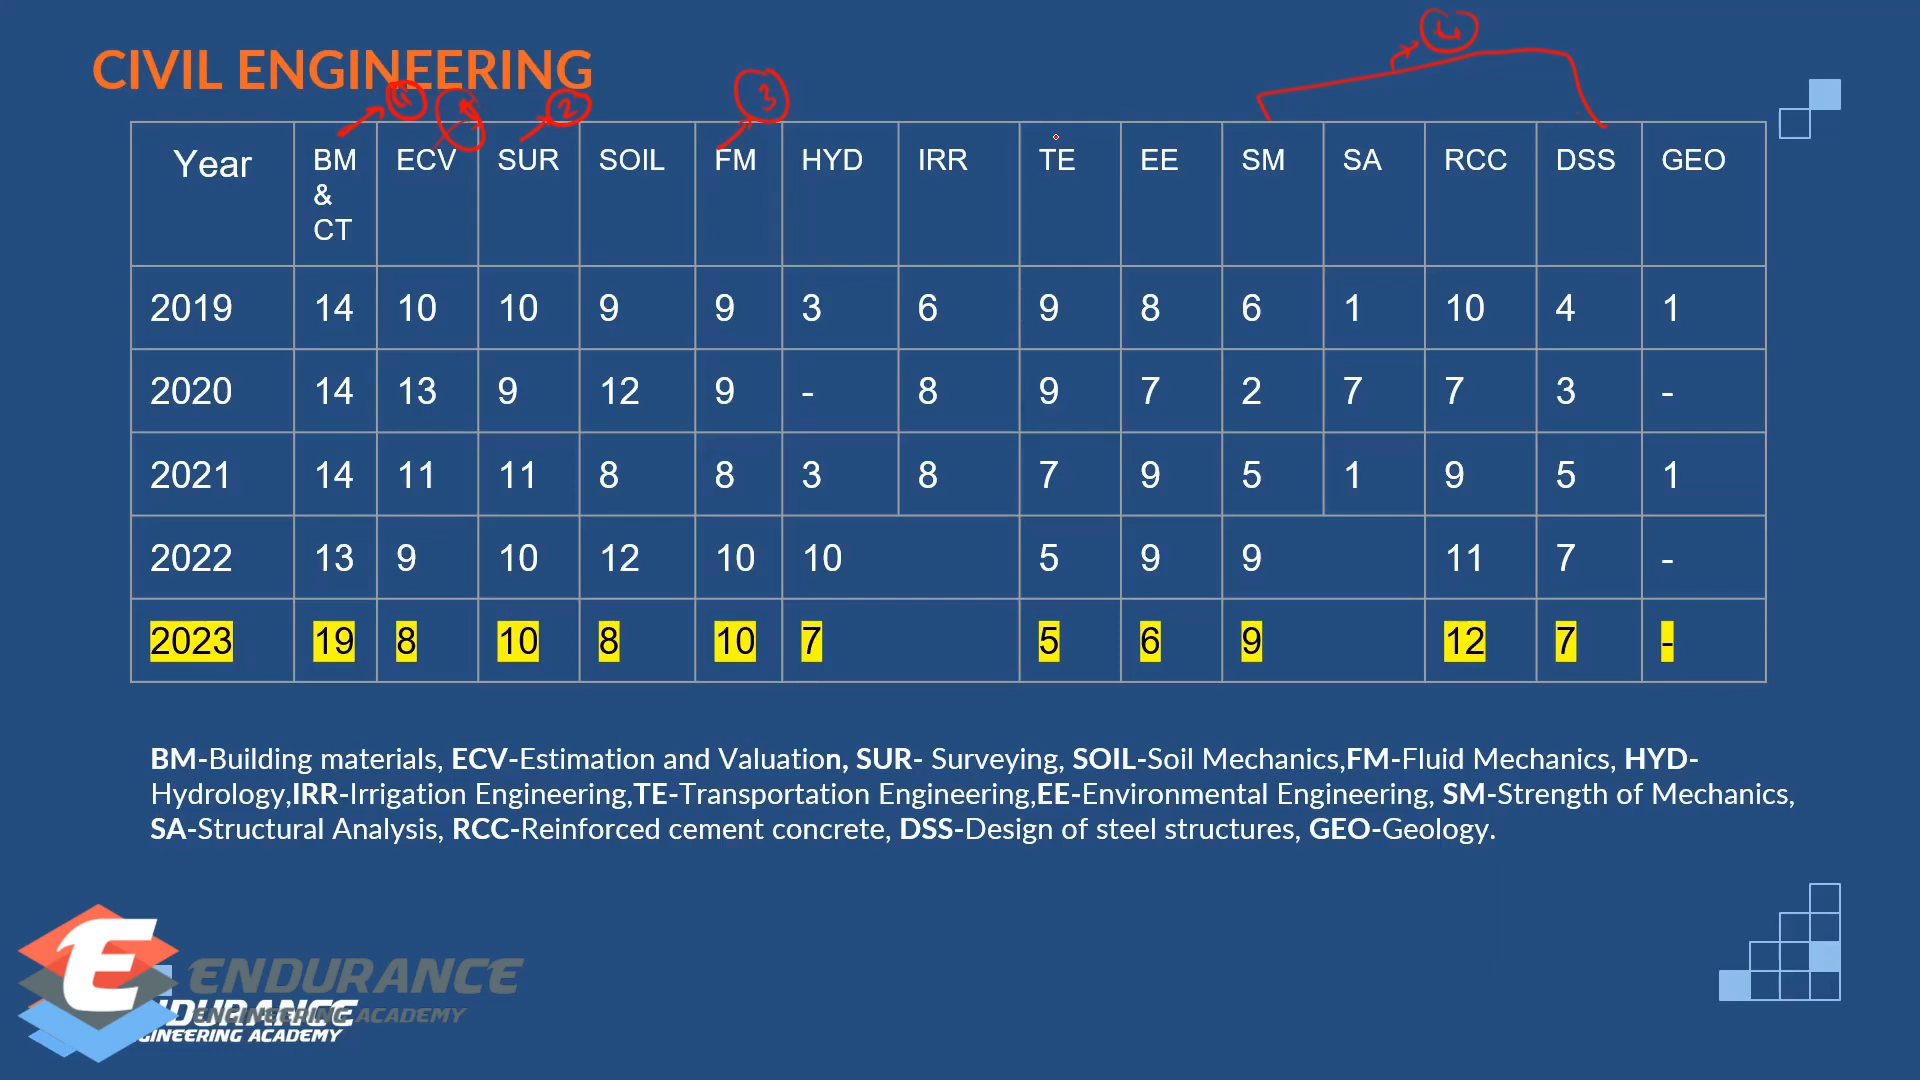 CIVIL ENGINEERING
2
3
Year BM & CT ECV SUR SOIL FM HYD IRR TE EE SM SA RCC DSS GEO
2019 14 10 10 9 9 3 6 9 8 6 1 10 4 1
2020 14 13 9 12 9 - 8 9 7 2 7 7 3 -
2021 14 11 11 8 8 3 8 7 9 5 1 9 5 1
2022 13 9 10 12 10 10 5 9 9 11 7 -
2023 19 8 10 8 10 7 5 6 9 12 7 -
BM-Building materials, ECV-Estimation and Valuation, SUR- Surveying, SOIL-Soil Mechanics,FM-Fluid Mechanics, HYD-
Hydrology,IRR-Irrigation Engineering,TE-Transportation Engineering,EE-Environmental Engineering, SM-Strength of Mechanics,
SA-Structural Analysis, RCC-Reinforced cement concrete, DSS-Design of steel structures, GEO-Geology.
ENDURANCE
ENGINEERING ACADEMY